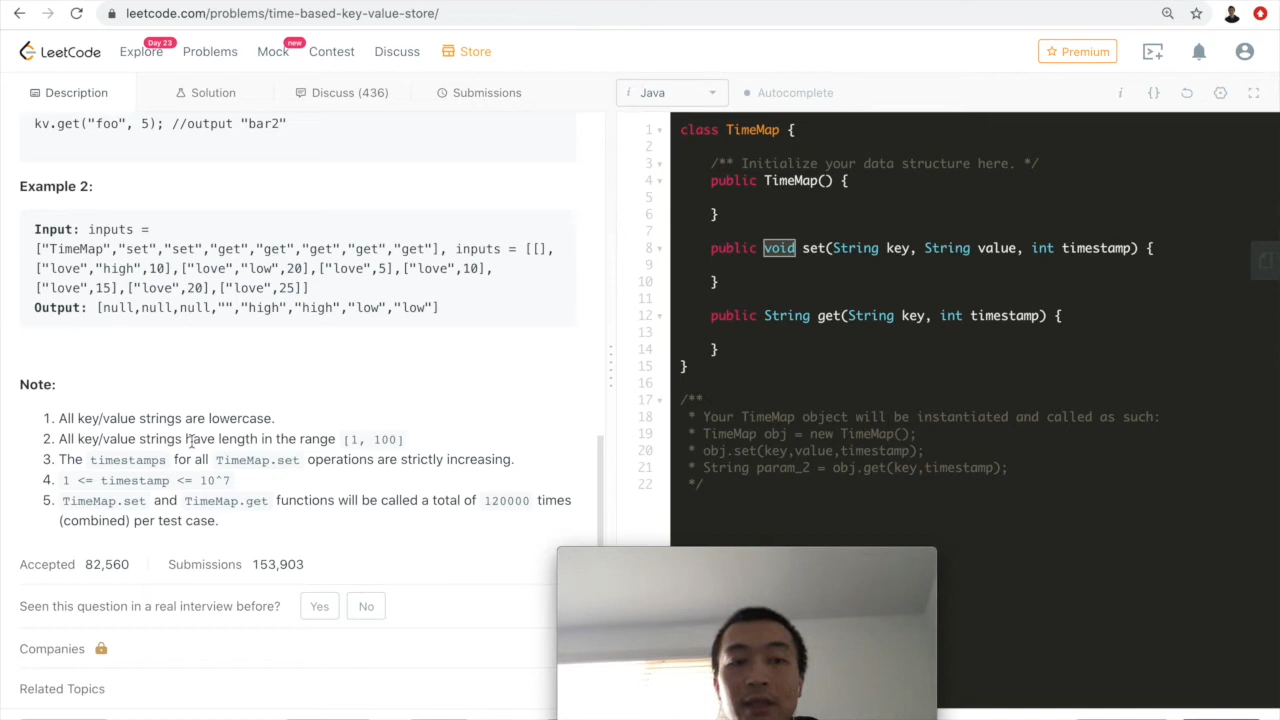 leetcode.com/problems/time-based-key-value-store/
LeetCode
Explore
Day 23
Problems
Mock
new
Contest
Discuss
Store
Premium
Description
Solution
Discuss (436)
Submissions
i Java
Autocomplete
i {}
kv.get("foo", 5); //output "bar2"
Example 2:
Input: inputs =
["TimeMap","set","set","get","get","get","get","get"], inputs = [[],
["love","high",10],["love","low",20],["love",5],["love",10],
["love",15],["love",20],["love",25]]
Output: [null,null,null,"","high","high","low","low"]
Note:
1. All key/value strings are lowercase.
2. All key/value strings have length in the range [1, 100]
3. The timestamps for all TimeMap.set operations are strictly increasing.
4. 1 <= timestamp <= 10^7
5. TimeMap.set and TimeMap.get functions will be called a total of 120000 times
(combined) per test case.
Accepted 82,560 Submissions 153,903
Seen this question in a real interview before? Yes No
Companies
Related Topics
1 class TimeMap {
2
3 /** Initialize your data structure here. */
4 public TimeMap() {
5
6 }
7
8 public void set(String key, String value, int timestamp) {
9
10 }
11
12 public String get(String key, int timestamp) {
13
14 }
15 }
16
17 /**
18 * Your TimeMap object will be instantiated and called as such:
19 * TimeMap obj = new TimeMap();
20 * obj.set(key,value,timestamp);
21 * String param_2 = obj.get(key,timestamp);
22 */